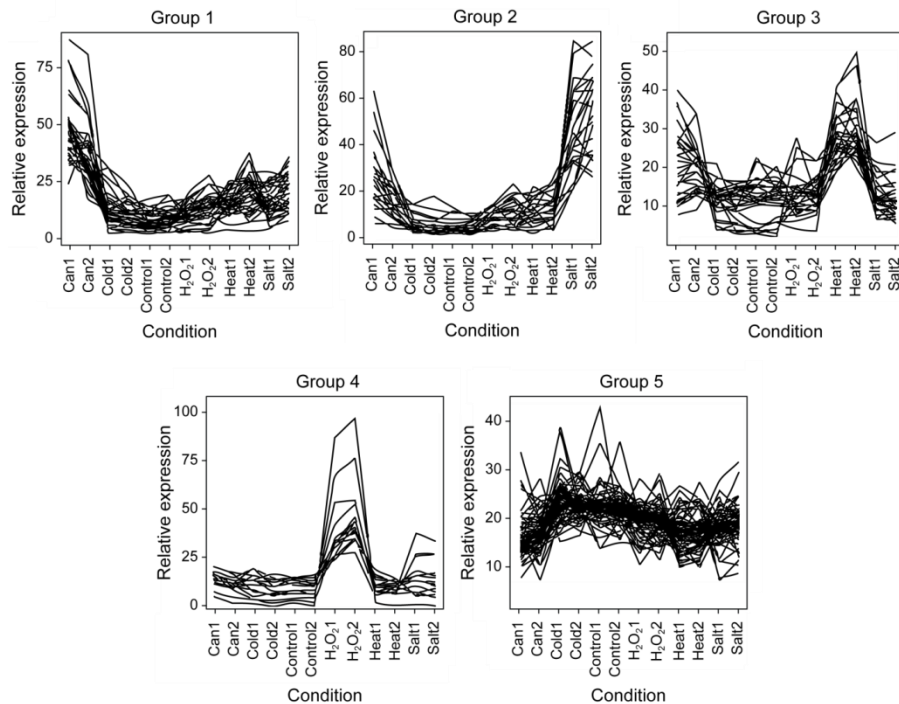 Group 1
Relative expression
75
50
25
0
Can1
Can2
Cold1
Cold2
Control1
Control2
H₂O₂1
H₂O₂2
Heat1
Heat2
Salt1
Salt2
Condition
Group 2
Relative expression
80
60
40
20
0
Can1
Can2
Cold1
Cold2
Control1
Control2
H₂O₂1
H₂O₂2
Heat1
Heat2
Salt1
Salt2
Condition
Group 3
Relative expression
50
40
30
20
10
Can1
Can2
Cold1
Cold2
Control1
Control2
H₂O₂1
H₂O₂2
Heat1
Heat2
Salt1
Salt2
Condition
Group 4
Relative expression
100
75
50
25
0
Can1
Can2
Cold1
Cold2
Control1
Control2
H₂O₂1
H₂O₂2
Heat1
Heat2
Salt1
Salt2
Condition
Group 5
Relative expression
40
30
20
10
Can1
Can2
Cold1
Cold2
Control1
Control2
H₂O₂1
H₂O₂2
Heat1
Heat2
Salt1
Salt2
Condition